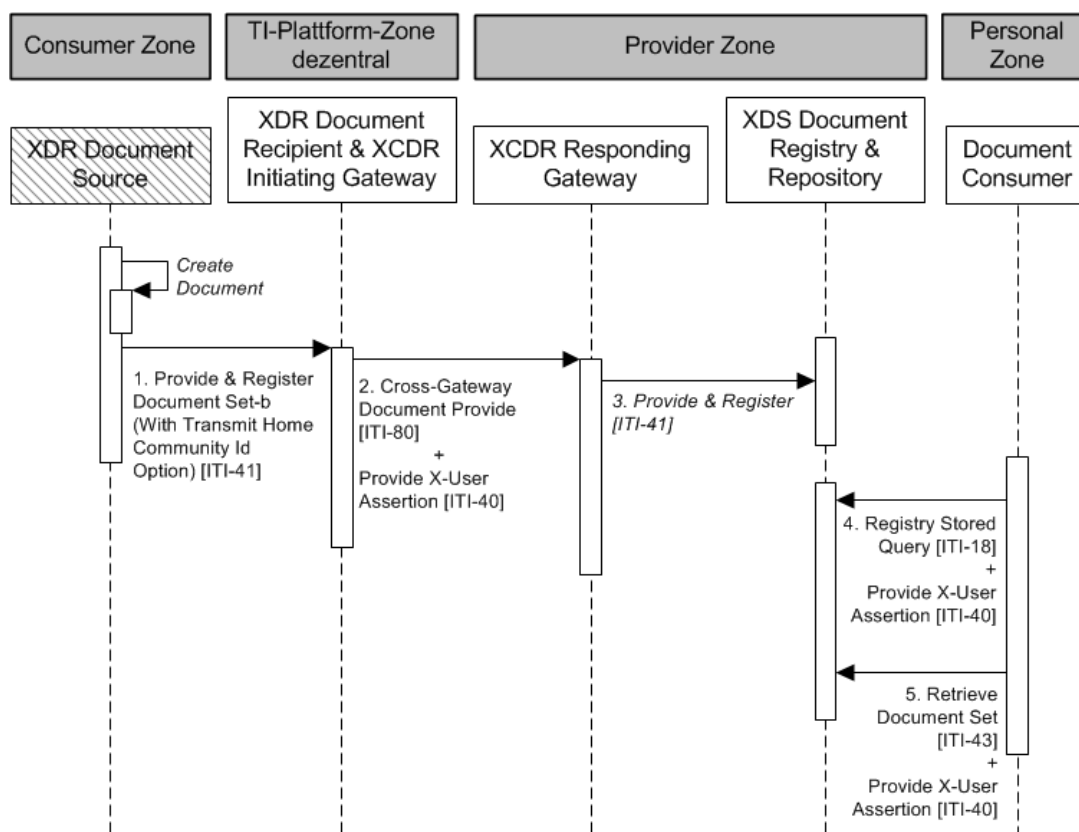 Consumer Zone
TI-Plattform-Zone
dezentral
Provider Zone
Personal
Zone
XDR Document
Source
XDR Document
Recipient & XCDR
Initiating Gateway
XCDR Responding
Gateway
XDS Document
Registry &
Repository
Document
Consumer
Create
Document
1. Provide & Register
Document Set-b
(With Transmit Home
Community Id
Option) [ITI-41]
2. Cross-Gateway
Document Provide
[ITI-80]
+
Provide X-User
Assertion [ITI-40]
3. Provide & Register
[ITI-41]
4. Registry Stored
Query [ITI-18]
+
Provide X-User
Assertion [ITI-40]
5. Retrieve
Document Set
[ITI-43]
+
Provide X-User
Assertion [ITI-40]